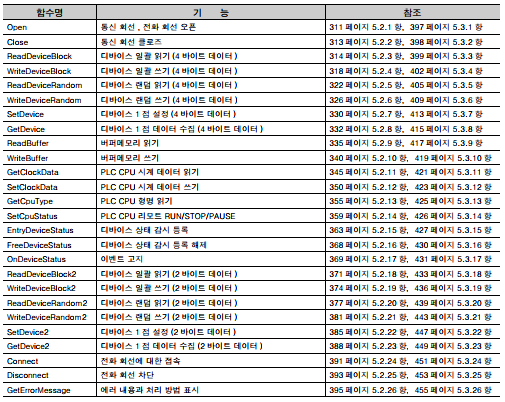 함수명 기 능 참조
Open 통신 회선 , 전화 회선 오픈 311 페이지 5.2.1 항, 397 페이지 5.3.1 항
Close 통신 회선 클로즈 313 페이지 5.2.2 항, 398 페이지 5.3.2 항
ReadDeviceBlock 디바이스 일괄 읽기 (4 바이트 데이터 ) 314 페이지 5.2.3 항, 399 페이지 5.3.3 항
WriteDeviceBlock 디바이스 일괄 쓰기 (4 바이트 데이터 ) 318 페이지 5.2.4 항, 402 페이지 5.3.4 항
ReadDeviceRandom 디바이스 랜덤 읽기 (4 바이트 데이터 ) 322 페이지 5.2.5 항, 405 페이지 5.3.5 항
WriteDeviceRandom 디바이스 랜덤 쓰기 (4 바이트 데이터 ) 326 페이지 5.2.6 항, 409 페이지 5.3.6 항
SetDevice 디바이스 1 점 설정 (4 바이트 데이터 ) 330 페이지 5.2.7 항, 413 페이지 5.3.7 항
GetDevice 디바이스 1 점 데이터 수집 (4 바이트 데이터 ) 332 페이지 5.2.8 항, 415 페이지 5.3.8 항
ReadBuffer 버퍼메모리 읽기 335 페이지 5.2.9 항, 417 페이지 5.3.9 항
WriteBuffer 버퍼메모리 쓰기 340 페이지 5.2.10 항, 419 페이지 5.3.10 항
GetClockData PLC CPU 시계 데이터 읽기 345 페이지 5.2.11 항, 421 페이지 5.3.11 항
SetClockData PLC CPU 시계 데이터 쓰기 350 페이지 5.2.12 항, 423 페이지 5.3.12 항
GetCpuType PLC CPU 형명 읽기 355 페이지 5.2.13 항, 425 페이지 5.3.13 항
SetCpuStatus PLC CPU 리모트 RUN/STOP/PAUSE 359 페이지 5.2.14 항, 426 페이지 5.3.14 항
EntryDeviceStatus 디바이스 상태 감시 등록 363 페이지 5.2.15 항, 427 페이지 5.3.15 항
FreeDeviceStatus 디바이스 상태 감시 등록 해제 368 페이지 5.2.16 항, 430 페이지 5.3.16 항
OnDeviceStatus 이벤트 고지 369 페이지 5.2.17 항, 431 페이지 5.3.17 항
ReadDeviceBlock2 디바이스 일괄 읽기 (2 바이트 데이터 ) 371 페이지 5.2.18 항, 433 페이지 5.3.18 항
WriteDeviceBlock2 디바이스 일괄 쓰기 (2 바이트 데이터 ) 374 페이지 5.2.19 항, 436 페이지 5.3.19 항
ReadDeviceRandom2 디바이스 랜덤 읽기 (2 바이트 데이터 ) 377 페이지 5.2.20 항, 439 페이지 5.3.20 항
WriteDeviceRandom2 디바이스 랜덤 쓰기 (2 바이트 데이터 ) 381 페이지 5.2.21 항, 443 페이지 5.3.21 항
SetDevice2 디바이스 1 점 설정 (2 바이트 데이터 ) 385 페이지 5.2.22 항, 447 페이지 5.3.22 항
GetDevice2 디바이스 1 점 데이터 수집 (2 바이트 데이터 ) 388 페이지 5.2.23 항, 449 페이지 5.3.23 항
Connect 전화 회선에 대한 접속 391 페이지 5.2.24 항, 451 페이지 5.3.24 항
Disconnect 전화 회선 차단 393 페이지 5.2.25 항, 453 페이지 5.3.25 항
GetErrorMessage 에러 내용과 처리 방법 표시 395 페이지 5.2.26 항, 455 페이지 5.3.26 항